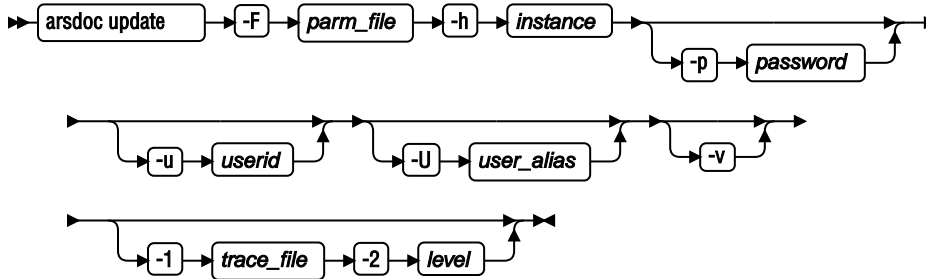 arsdoc update -F parm_file -h instance
-p password
-u userid -U user_alias -v
-1 trace_file -2 level